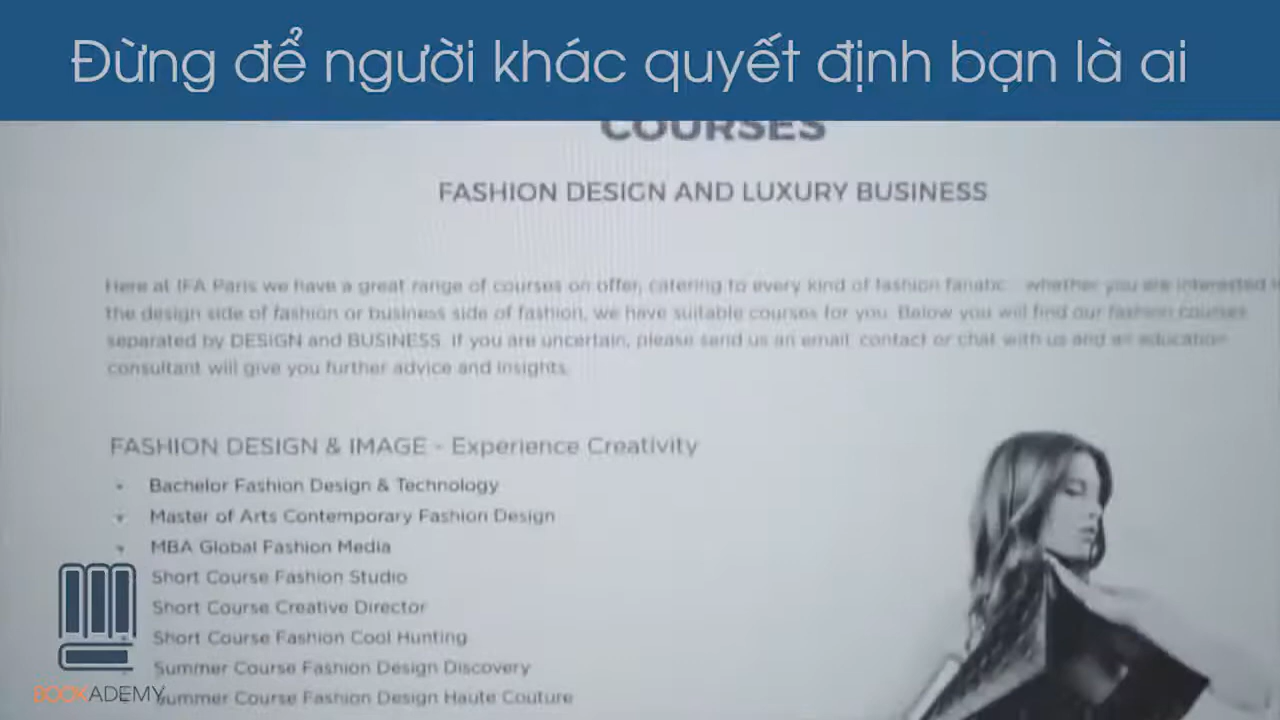 Đừng để người khác quyết định bạn là ai
COURSES
FASHION DESIGN AND LUXURY BUSINESS
Here at IFA Paris we have a great range of courses on offer, catering to every kind of fashion fanatic whether you are interested
the design side of fashion or business side of fashion, we have suitable courses for you. Below you will find our fashion courses
separated by DESIGN and BUSINESS. If you are uncertain, please send us an email, contact or chat with us and an education
consultant will give you further advice and insights.
FASHION DESIGN & IMAGE - Experience Creativity
Bachelor Fashion Design & Technology
Master of Arts Contemporary Fashion Design
MBA Global Fashion Media
Short Course Fashion Studio
Short Course Creative Director
Short Course Fashion Cool Hunting
Summer Course Fashion Design Discovery
Summer Course Fashion Design Haute Couture
BOOKADEMY